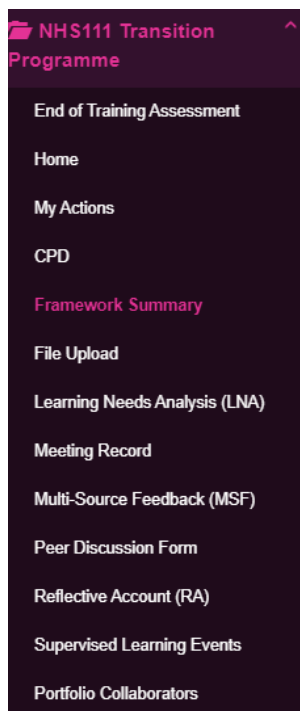 NHS111 Transition
Programme
End of Training Assessment
Home
My Actions
CPD
Framework Summary
File Upload
Learning Needs Analysis (LNA)
Meeting Record
Multi-Source Feedback (MSF)
Peer Discussion Form
Reflective Account (RA)
Supervised Learning Events
Portfolio Collaborators